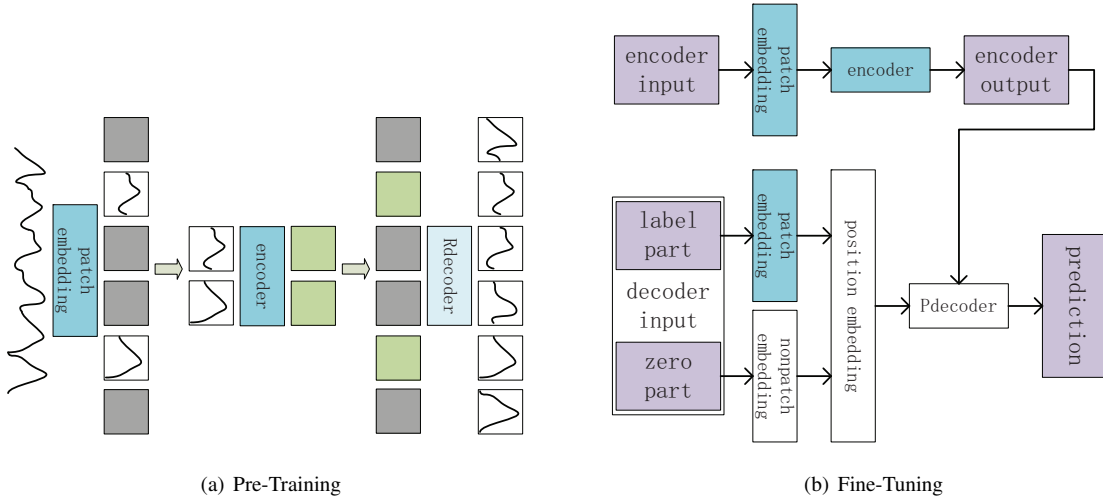 patch
embedding
encoder
Rdecoder
(a) Pre-Training
encoder
input
patch
embedding
encoder
encoder
output
label
part
decoder
input
zero
part
patch
embedding
nonpatch
embedding
position embedding
Pdecoder
prediction
(b) Fine-Tuning